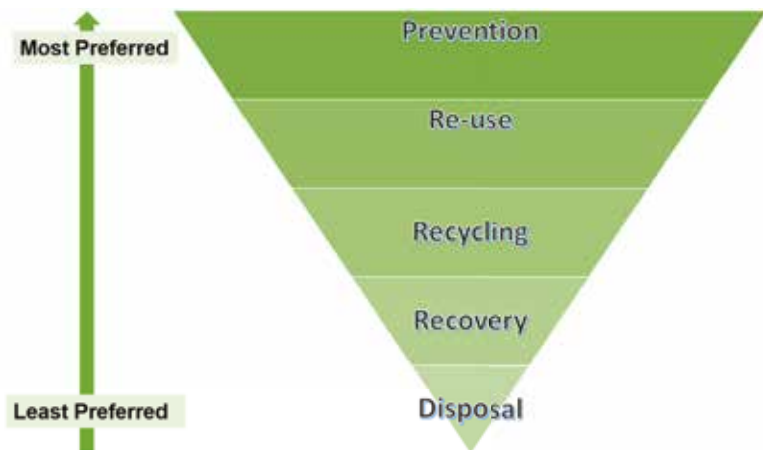 Prevention
Most Preferred
Re-use
Recycling
Recovery
Least Preferred
Disposal